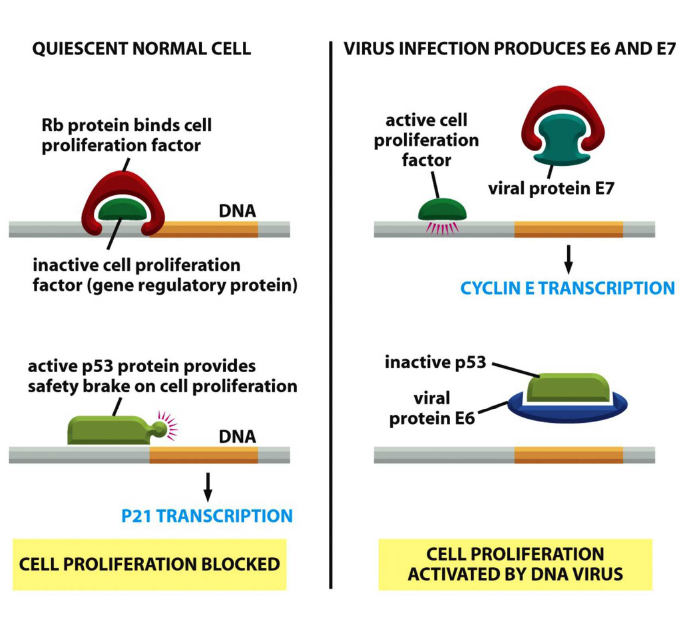 QUIESCENT NORMAL CELL
Rb protein binds cell
proliferation factor
DNA
inactive cell proliferation
factor (gene regulatory protein)
active p53 protein provides
safety brake on cell proliferation
DNA
P21 TRANSCRIPTION
CELL PROLIFERATION BLOCKED
VIRUS INFECTION PRODUCES E6 AND E7
active cell
proliferation
factor
viral protein E7
CYCLIN E TRANSCRIPTION
inactive p53
viral
protein E6
CELL PROLIFERATION
ACTIVATED BY DNA VIRUS